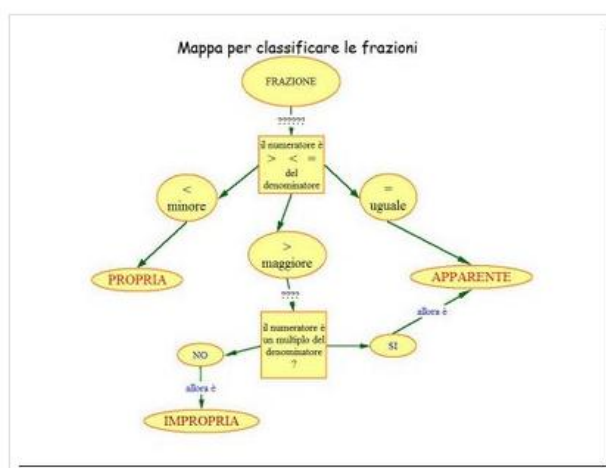 Mappa per classificare le frazioni
FRAZIONE
??????
il numeratore è
> < =
del
denominatore
<
minore
=
uguale
>
maggiore
PROPRIA
APPARENTE
????
allora è
il numeratore è
un multiplo del
denominatore
?
NO
SI
allora è
IMPROPRIA